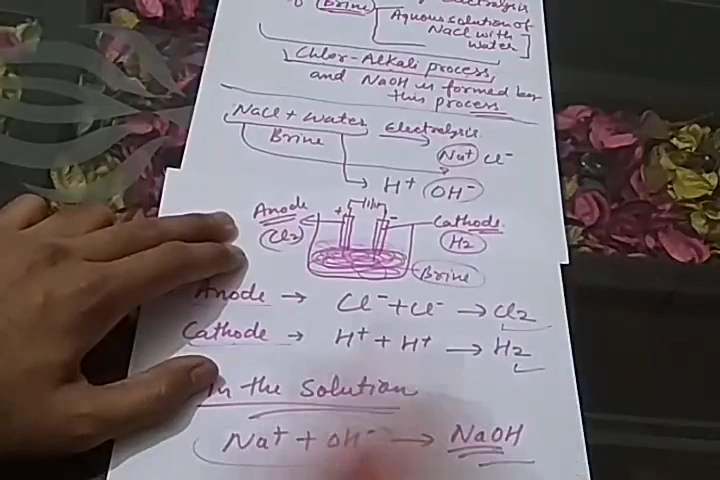 Electrolysis
of Brine
Aqueous solution of
NaCl with
water
Chlor-Alkali process,
and NaOH is formed by
this process
NaCl + Water Electrolysis
Brine
Na+ Cl-
H+ OH-
Anode + - Cathode
Cl2 H2
Brine
Anode → Cl- + Cl- → Cl2
Cathode → H+ + H+ → H2
In the solution
Na+ + OH- → NaOH